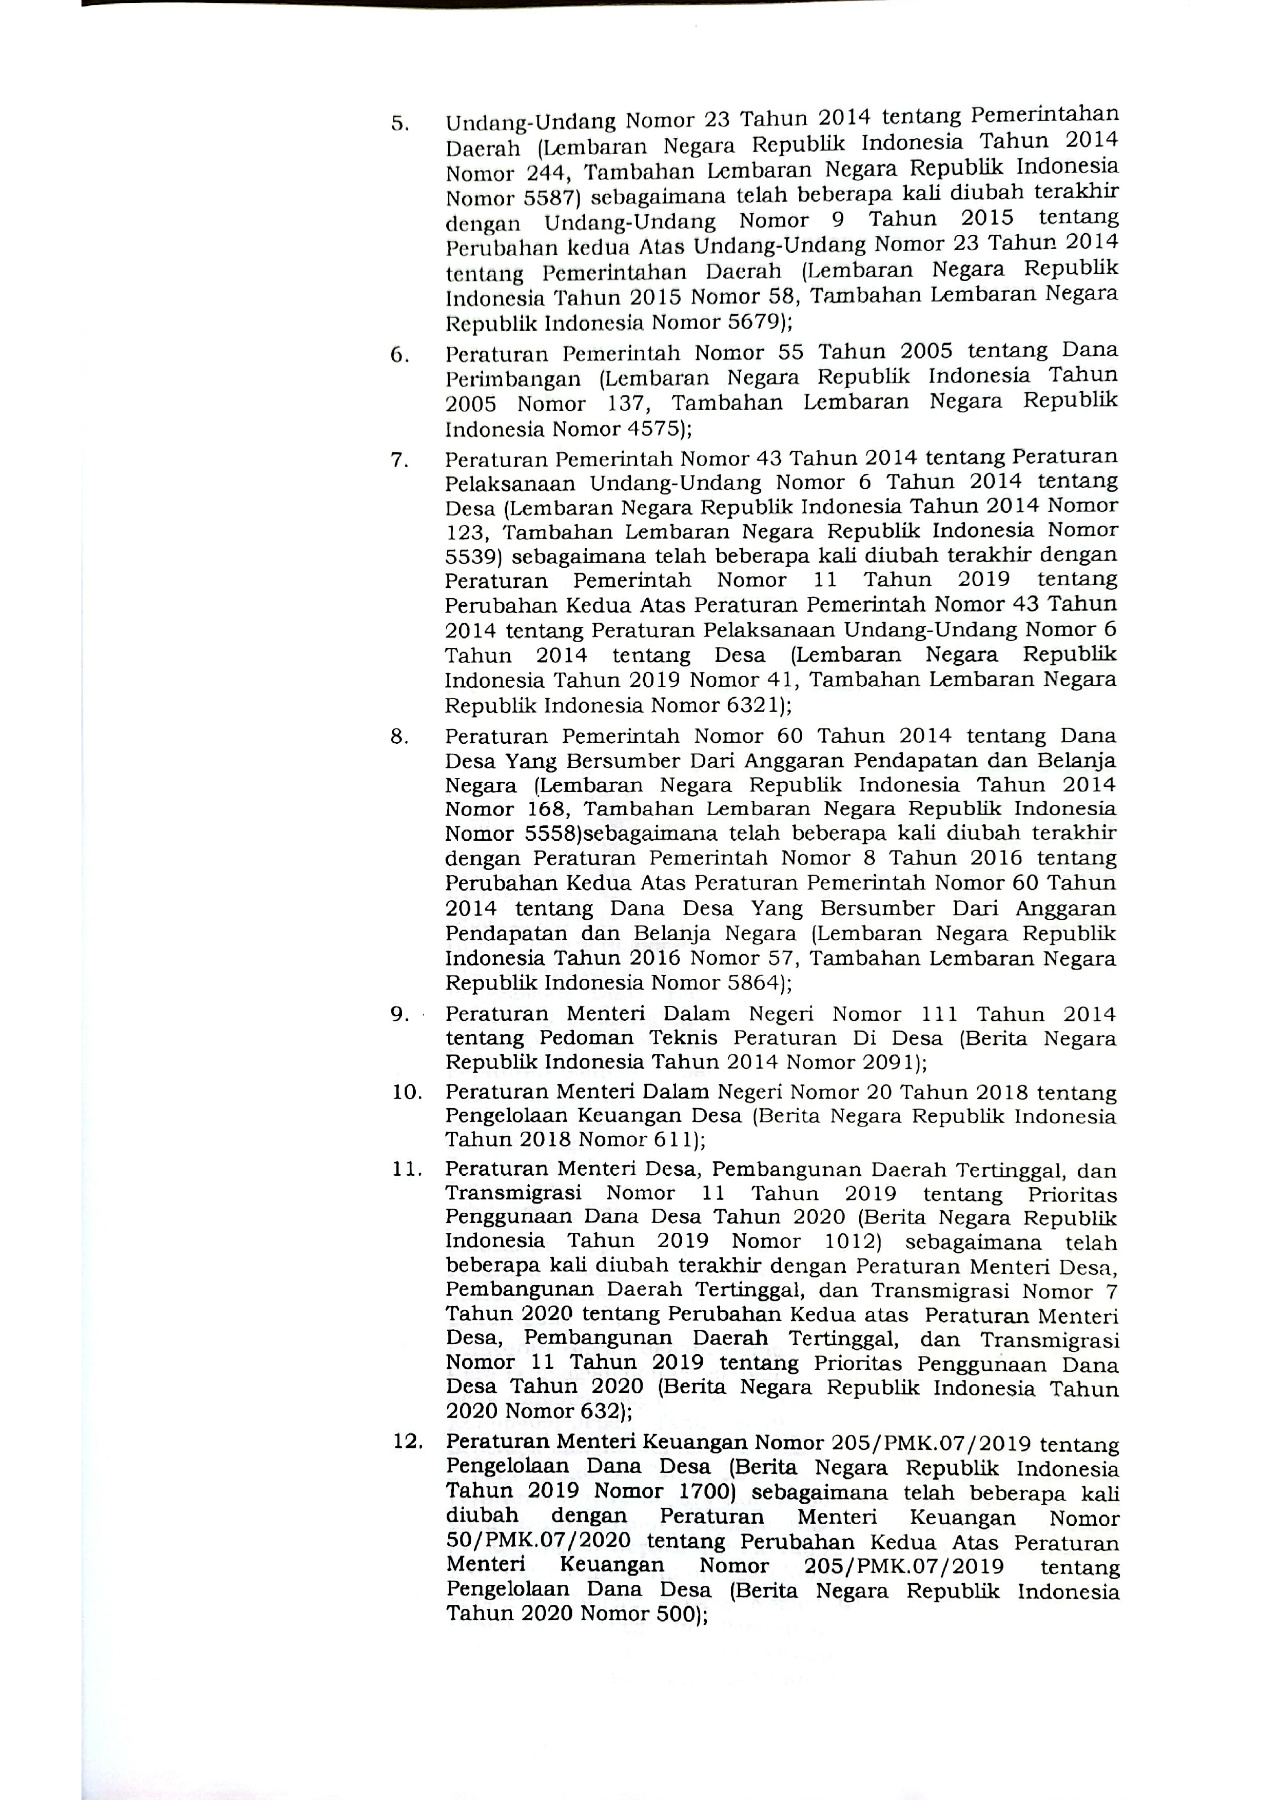 5. Undang-Undang Nomor 23 Tahun 2014 tentang Pemerintahan
Daerah (Lembaran Negara Republik Indonesia Tahun 2014
Nomor 244, Tambahan Lembaran Negara Republik Indonesia
Nomor 5587) sebagaimana telah beberapa kali diubah terakhir
dengan Undang-Undang Nomor 9 Tahun 2015 tentang
Perubahan kedua Atas Undang-Undang Nomor 23 Tahun 2014
tentang Pemerintahan Daerah (Lembaran Negara Republik
Indonesia Tahun 2015 Nomor 58, Tambahan Lembaran Negara
Republik Indonesia Nomor 5679);
6. Peraturan Pemerintah Nomor 55 Tahun 2005 tentang Dana
Perimbangan (Lembaran Negara Republik Indonesia Tahun
2005 Nomor 137, Tambahan Lembaran Negara Republik
Indonesia Nomor 4575);
7. Peraturan Pemerintah Nomor 43 Tahun 2014 tentang Peraturan
Pelaksanaan Undang-Undang Nomor 6 Tahun 2014 tentang
Desa (Lembaran Negara Republik Indonesia Tahun 2014 Nomor
123, Tambahan Lembaran Negara Republik Indonesia Nomor
5539) sebagaimana telah beberapa kali diubah terakhir dengan
Peraturan Pemerintah Nomor 11 Tahun 2019 tentang
Perubahan Kedua Atas Peraturan Pemerintah Nomor 43 Tahun
2014 tentang Peraturan Pelaksanaan Undang-Undang Nomor 6
Tahun 2014 tentang Desa (Lembaran Negara Republik
Indonesia Tahun 2019 Nomor 41, Tambahan Lembaran Negara
Republik Indonesia Nomor 6321);
8. Peraturan Pemerintah Nomor 60 Tahun 2014 tentang Dana
Desa Yang Bersumber Dari Anggaran Pendapatan dan Belanja
Negara (Lembaran Negara Republik Indonesia Tahun 2014
Nomor 168, Tambahan Lembaran Negara Republik Indonesia
Nomor 5558)sebagaimana telah beberapa kali diubah terakhir
dengan Peraturan Pemerintah Nomor 8 Tahun 2016 tentang
Perubahan Kedua Atas Peraturan Pemerintah Nomor 60 Tahun
2014 tentang Dana Desa Yang Bersumber Dari Anggaran
Pendapatan dan Belanja Negara (Lembaran Negara Republik
Indonesia Tahun 2016 Nomor 57, Tambahan Lembaran Negara
Republik Indonesia Nomor 5864);
9. Peraturan Menteri Dalam Negeri Nomor 111 Tahun 2014
tentang Pedoman Teknis Peraturan Di Desa (Berita Negara
Republik Indonesia Tahun 2014 Nomor 2091);
10. Peraturan Menteri Dalam Negeri Nomor 20 Tahun 2018 tentang
Pengelolaan Keuangan Desa (Berita Negara Republik Indonesia
Tahun 2018 Nomor 611);
11. Peraturan Menteri Desa, Pembangunan Daerah Tertinggal, dan
Transmigrasi Nomor 11 Tahun 2019 tentang Prioritas
Penggunaan Dana Desa Tahun 2020 (Berita Negara Republik
Indonesia Tahun 2019 Nomor 1012) sebagaimana telah
beberapa kali diubah terakhir dengan Peraturan Menteri Desa,
Pembangunan Daerah Tertinggal, dan Transmigrasi Nomor 7
Tahun 2020 tentang Perubahan Kedua atas Peraturan Menteri
Desa, Pembangunan Daerah Tertinggal, dan Transmigrasi
Nomor 11 Tahun 2019 tentang Prioritas Penggunaan Dana
Desa Tahun 2020 (Berita Negara Republik Indonesia Tahun
2020 Nomor 632);
12. Peraturan Menteri Keuangan Nomor 205/PMK.07/2019 tentang
Pengelolaan Dana Desa (Berita Negara Republik Indonesia
Tahun 2019 Nomor 1700) sebagaimana telah beberapa kali
diubah dengan Peraturan Menteri Keuangan Nomor
50/PMK.07/2020 tentang Perubahan Kedua Atas Peraturan
Menteri Keuangan Nomor 205/PMK.07/2019 tentang
Pengelolaan Dana Desa (Berita Negara Republik Indonesia
Tahun 2020 Nomor 500);